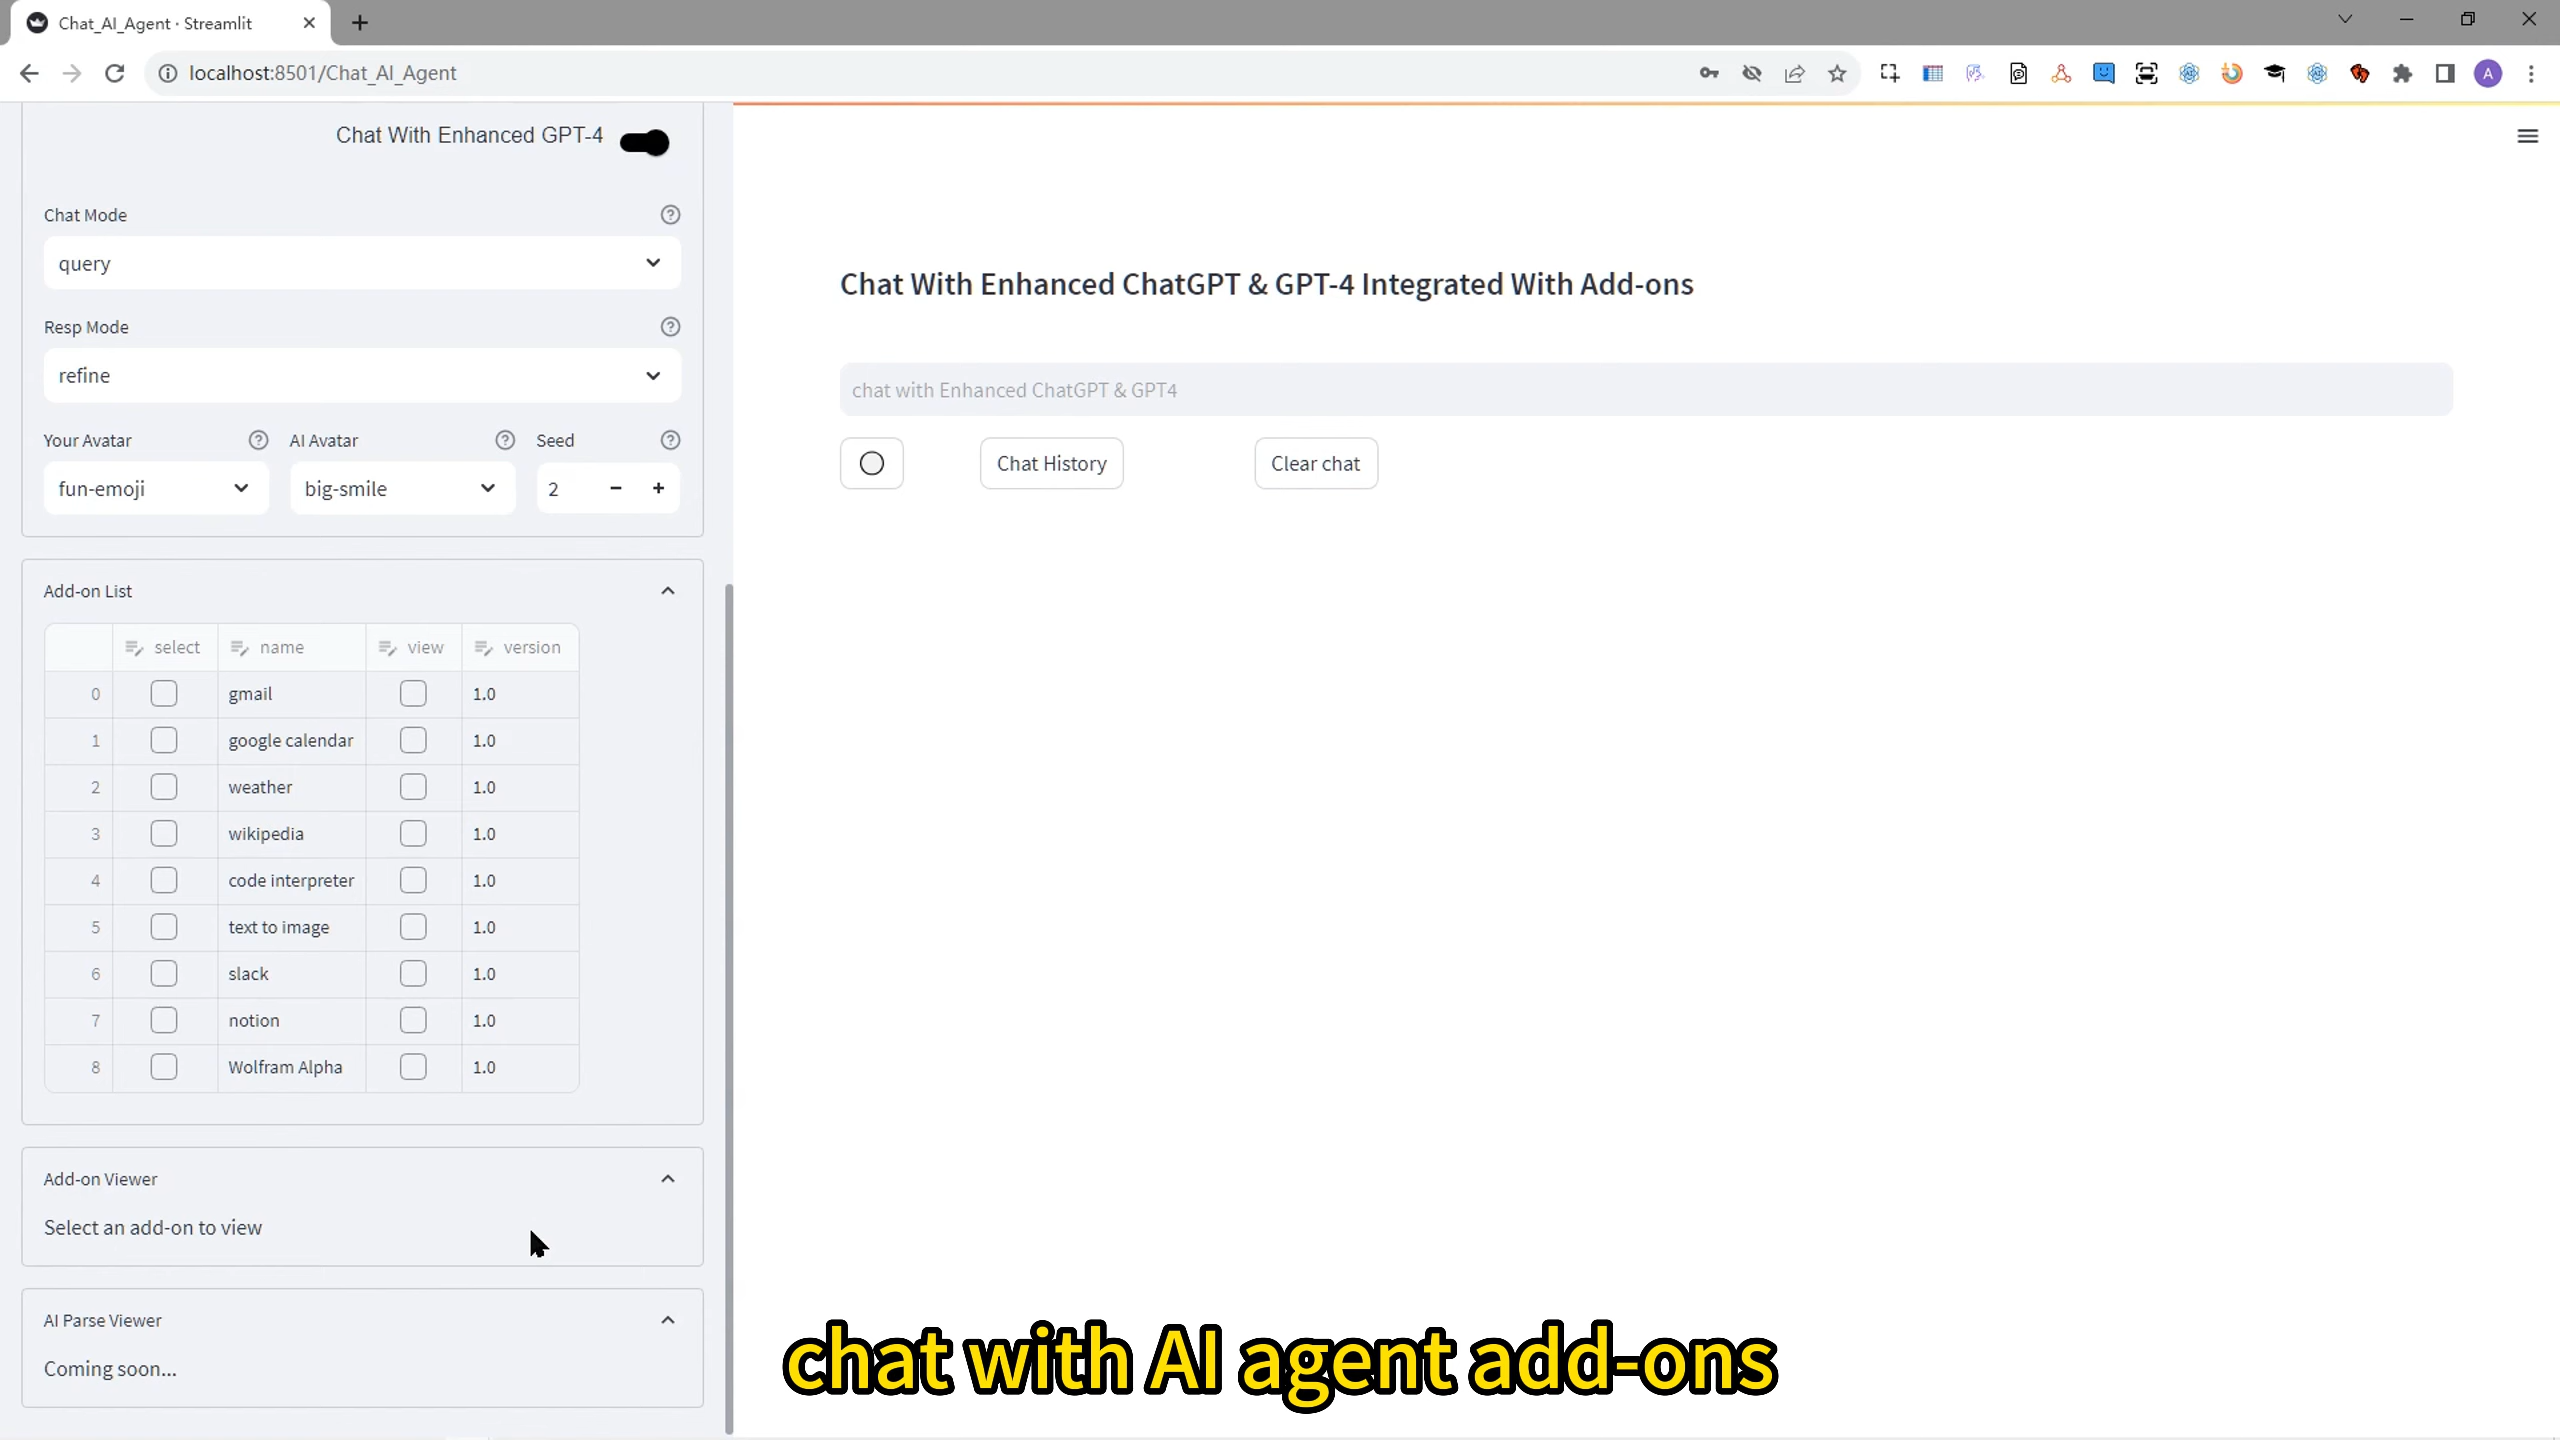 Chat_AI_Agent · Streamlit
localhost:8501/Chat_AI_Agent
A
Chat With Enhanced GPT-4
Chat Mode
query
Resp Mode
refine
Your Avatar
AI Avatar
Seed
fun-emoji
big-smile
2
Add-on List
select name view version
0 gmail 1.0
1 google calendar 1.0
2 weather 1.0
3 wikipedia 1.0
4 code interpreter 1.0
5 text to image 1.0
6 slack 1.0
7 notion 1.0
8 Wolfram Alpha 1.0
Add-on Viewer
Select an add-on to view
AI Parse Viewer
Coming soon...
Chat With Enhanced ChatGPT & GPT-4 Integrated With Add-ons
chat with Enhanced ChatGPT & GPT4
Chat History
Clear chat
chat with AI agent add-ons